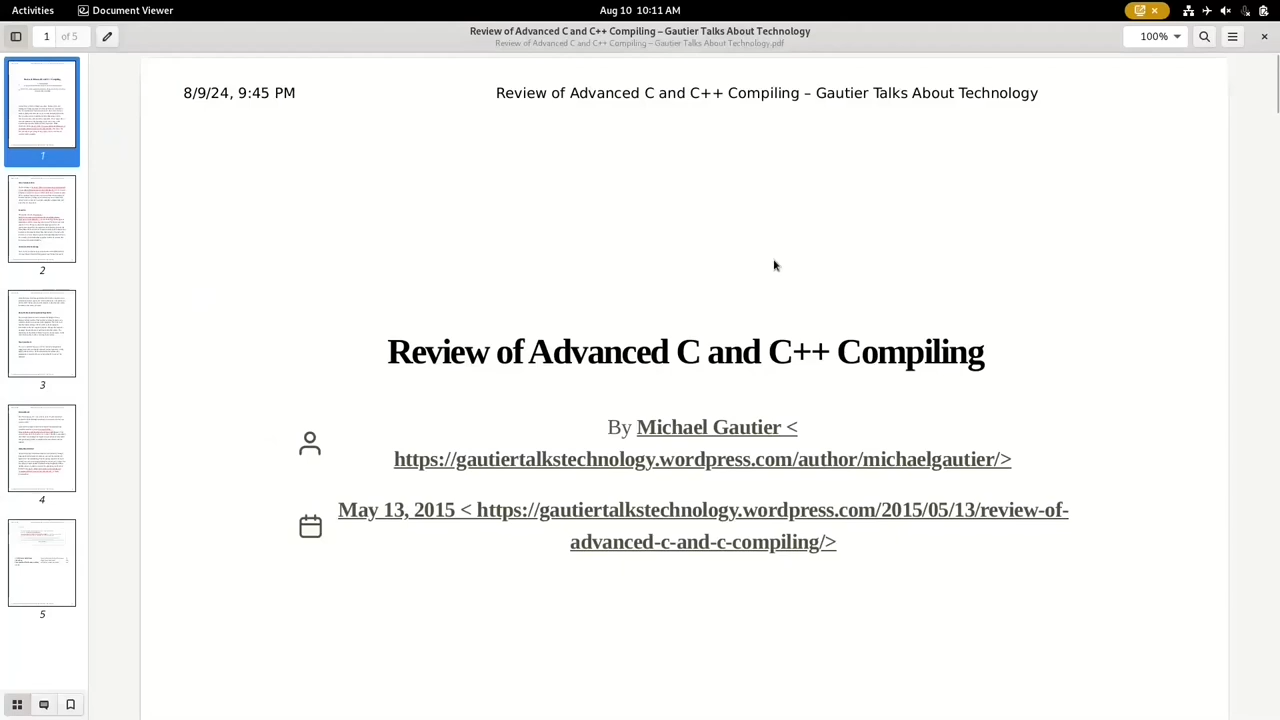 Activities Document Viewer Aug 10 10:11 AM
1 of 5 Review of Advanced C and C++ Compiling – Gautier Talks About Technology 100%
Review of Advanced C and C++ Compiling – Gautier Talks About Technology.pdf
8/9/24, 9:45 PM Review of Advanced C and C++ Compiling – Gautier Talks About Technology
Review of Advanced C and C++ Compiling
By Michael Gautier <
https://gautiertalkstechnology.wordpress.com/author/michaelgautier/>
May 13, 2015 < https://gautiertalkstechnology.wordpress.com/2015/05/13/review-of-
advanced-c-and-c-compiling/>
1
2
3
4
5